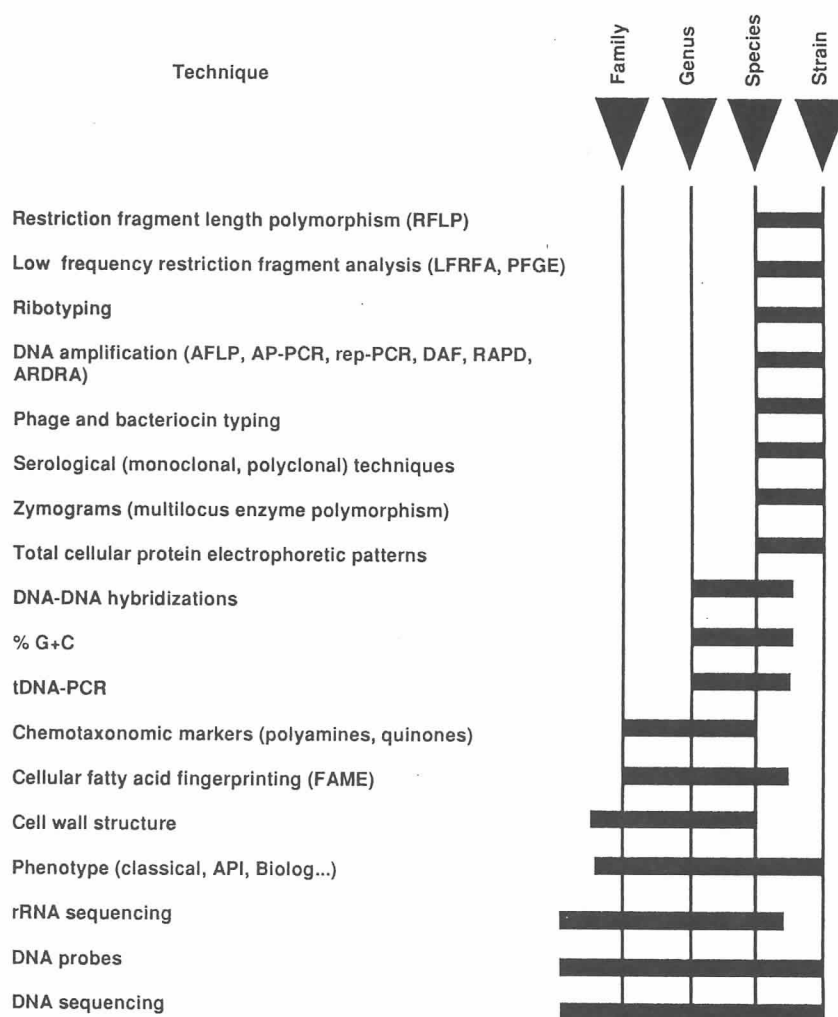 Technique
Family
Genus
Species
Strain
Restriction fragment length polymorphism (RFLP)
Low frequency restriction fragment analysis (LFRFA, PFGE)
Ribotyping
DNA amplification (AFLP, AP-PCR, rep-PCR, DAF, RAPD,
ARDRA)
Phage and bacteriocin typing
Serological (monoclonal, polyclonal) techniques
Zymograms (multilocus enzyme polymorphism)
Total cellular protein electrophoretic patterns
DNA-DNA hybridizations
% G+C
tDNA-PCR
Chemotaxonomic markers (polyamines, quinones)
Cellular fatty acid fingerprinting (FAME)
Cell wall structure
Phenotype (classical, API, Biolog...)
rRNA sequencing
DNA probes
DNA sequencing